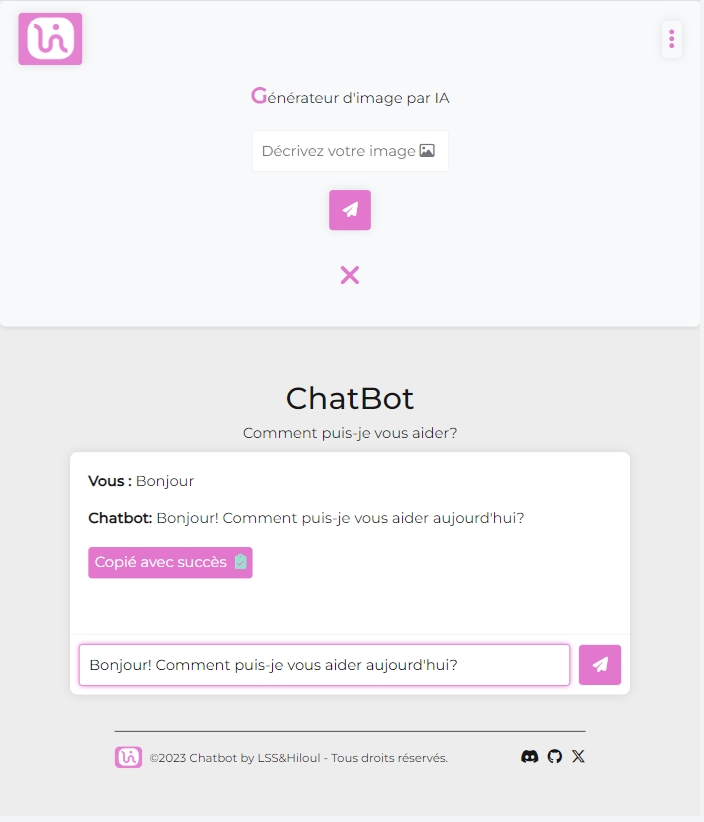 Générateur d'image par IA
Décrivez votre image
ChatBot
Comment puis-je vous aider?
Vous : Bonjour
Chatbot: Bonjour! Comment puis-je vous aider aujourd'hui?
Copié avec succès
Bonjour! Comment puis-je vous aider aujourd'hui?
©2023 Chatbot by LSS&Hiloul - Tous droits réservés.